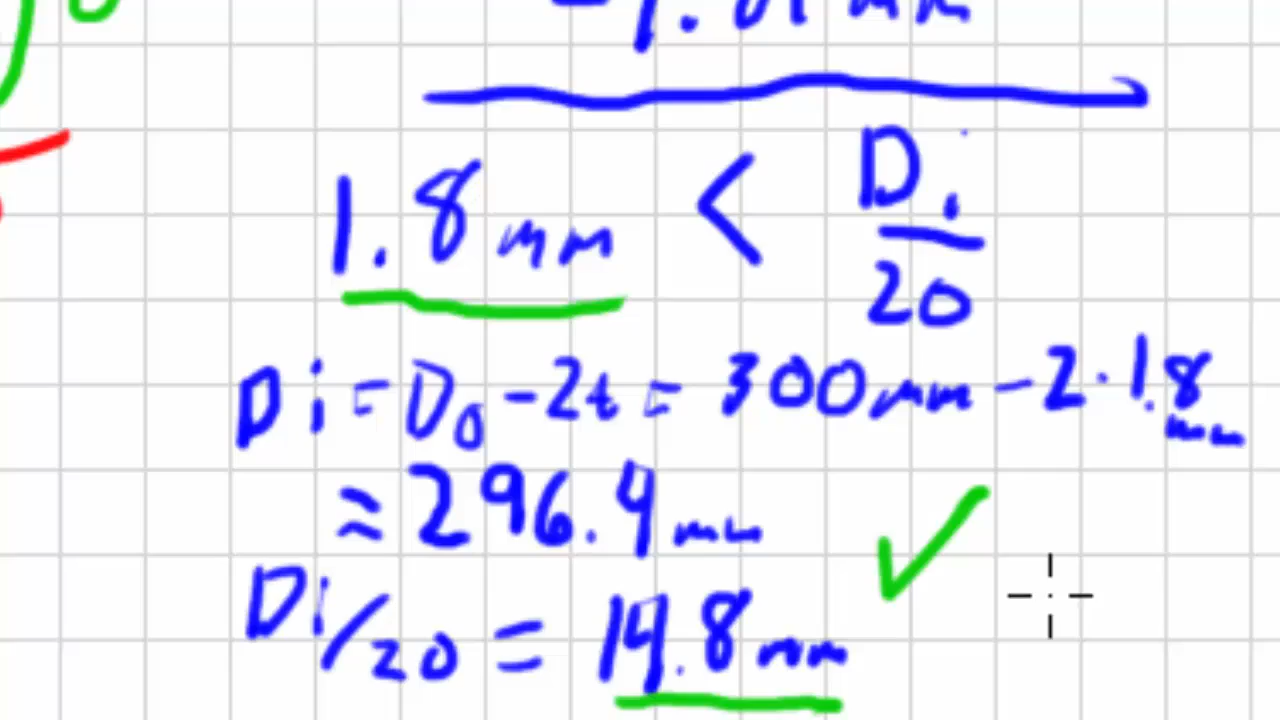 mm
1.8 mm < Di/20
Di = Do - 2t = 300mm - 2·1.8 mm
≈ 296.4 mm
Di/20 = 14.8 mm